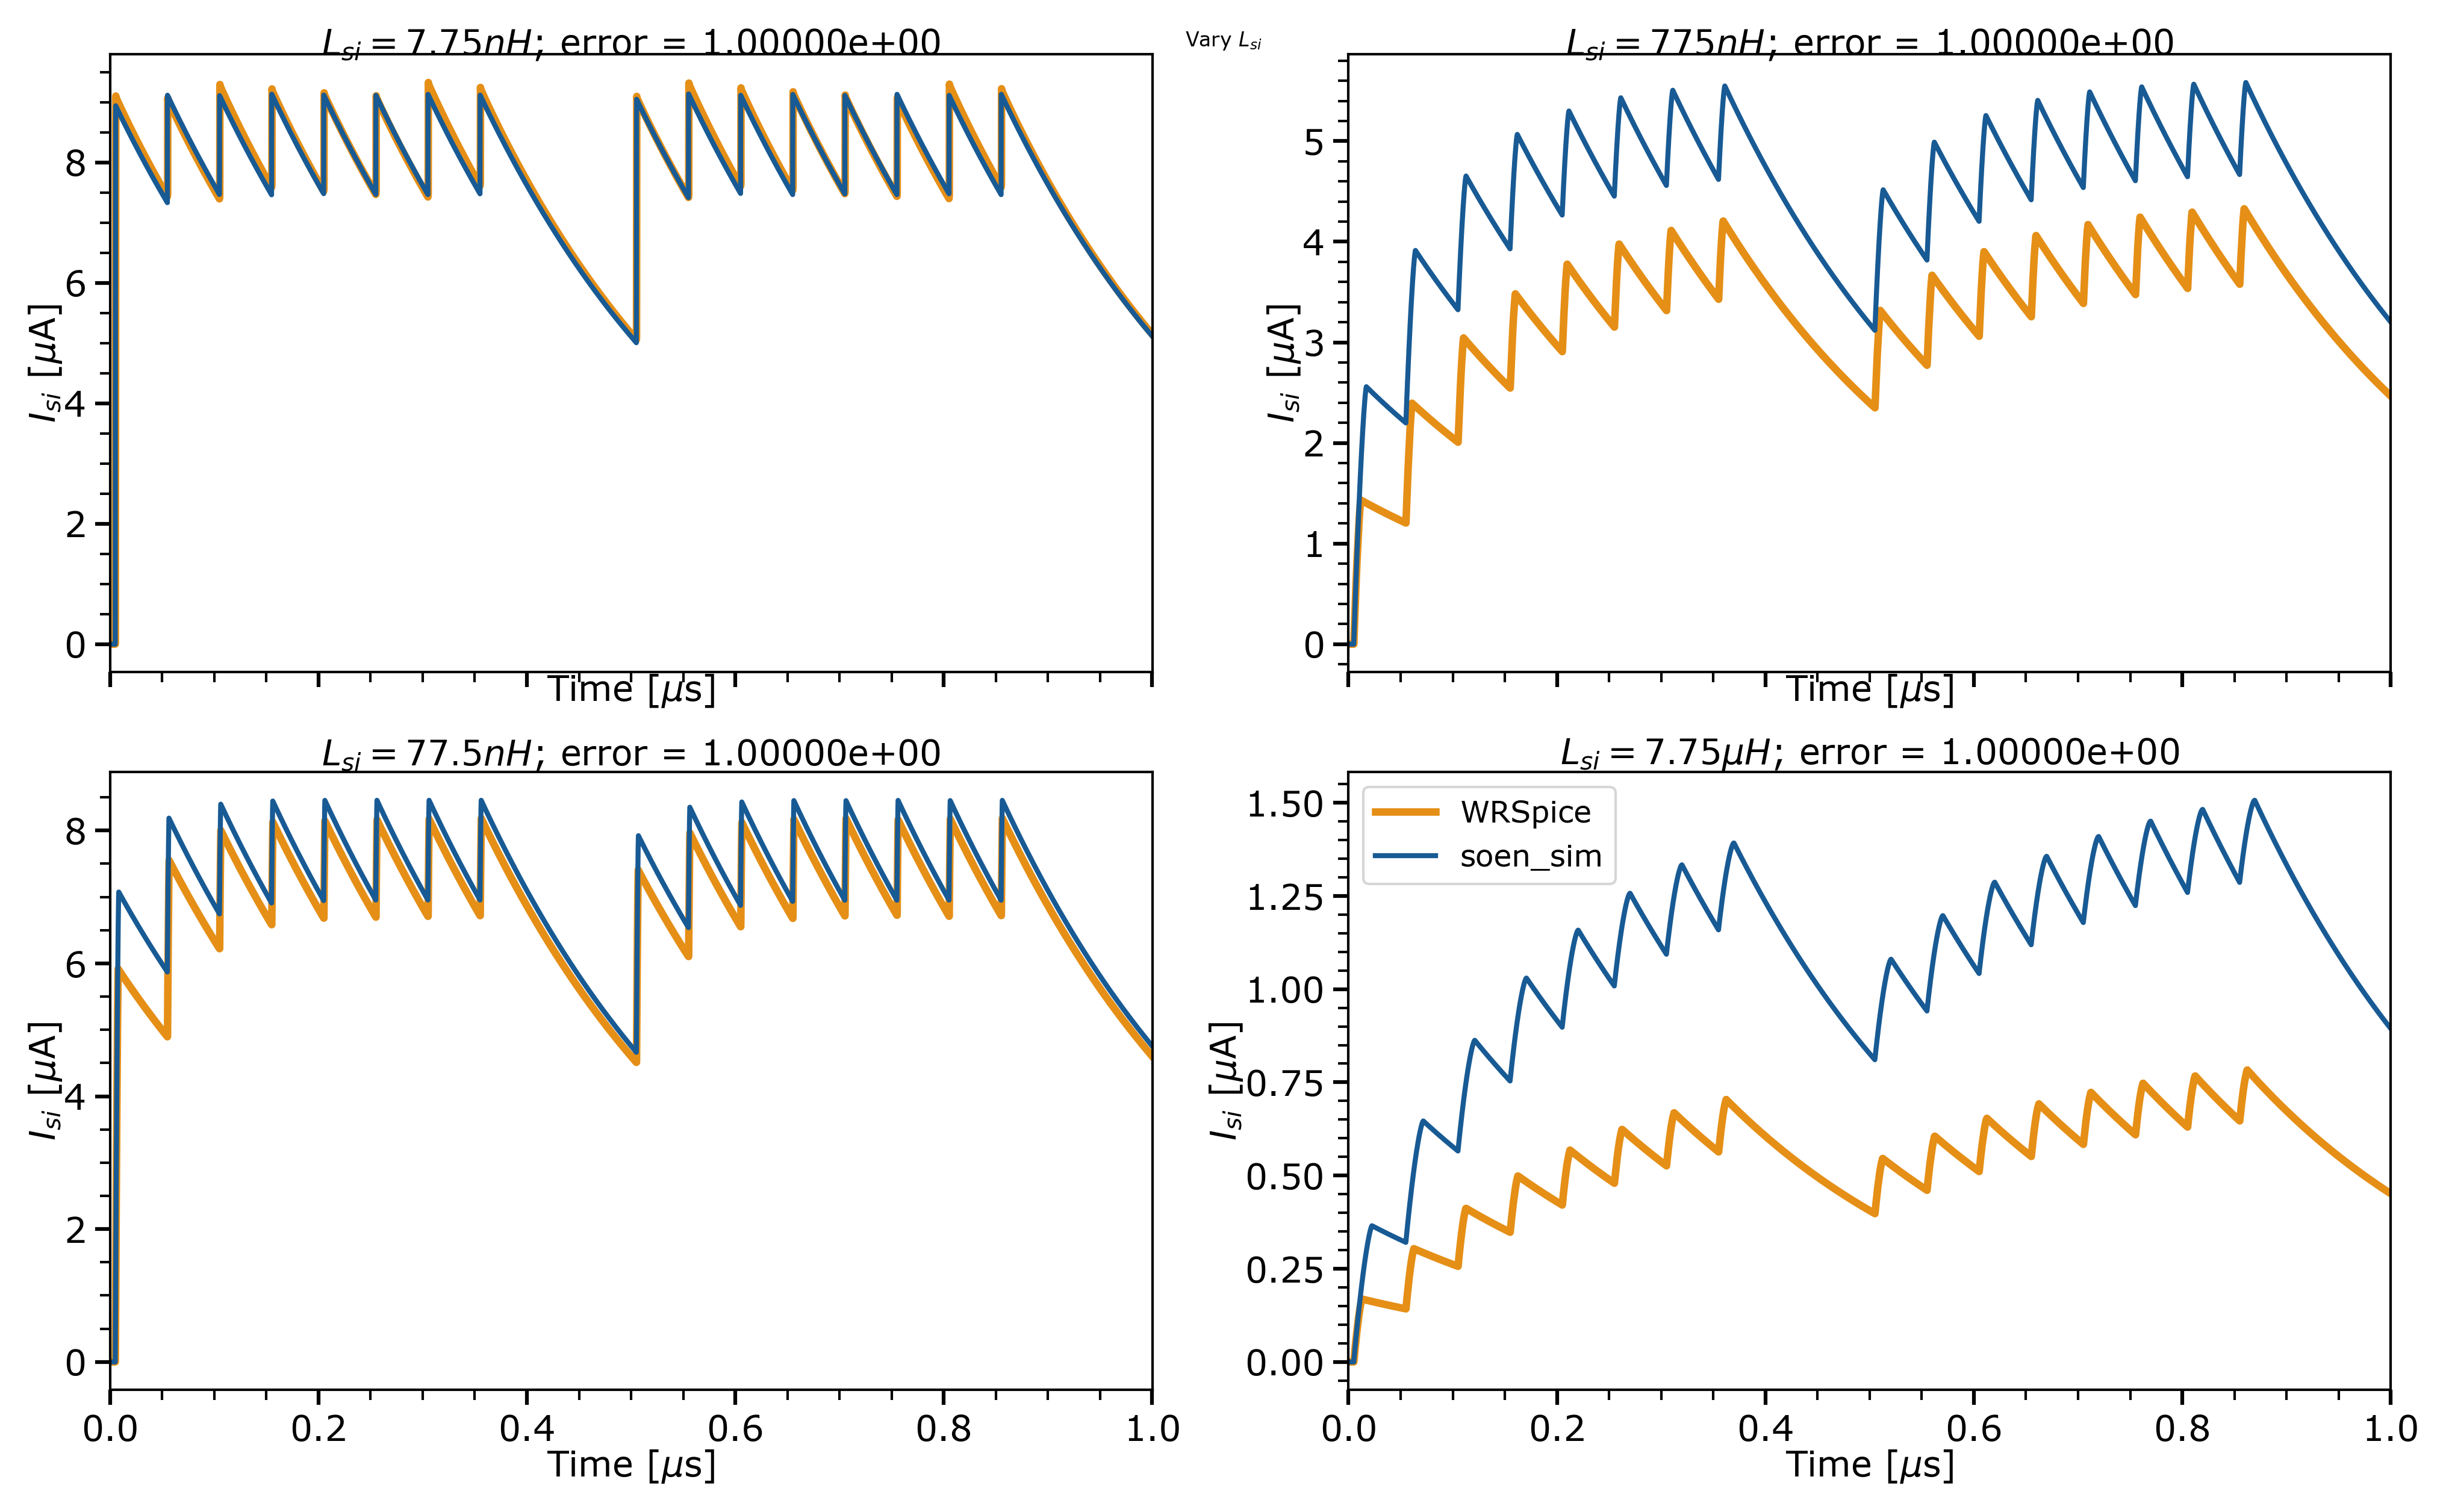 Vary L_si
L_si = 7.75nH; error = 1.00000e+00
8
6
4
2
0
I_si [μA]
Time [μs]
L_si = 775nH; error = 1.00000e+00
5
4
3
2
1
0
I_si [μA]
Time [μs]
L_si = 77.5nH; error = 1.00000e+00
8
6
4
2
0
I_si [μA]
0.0 0.2 0.4 0.6 0.8 1.0
Time [μs]
L_si = 7.75μH; error = 1.00000e+00
WRSpice
soen_sim
1.50
1.25
1.00
0.75
0.50
0.25
0.00
I_si [μA]
0.0 0.2 0.4 0.6 0.8 1.0
Time [μs]